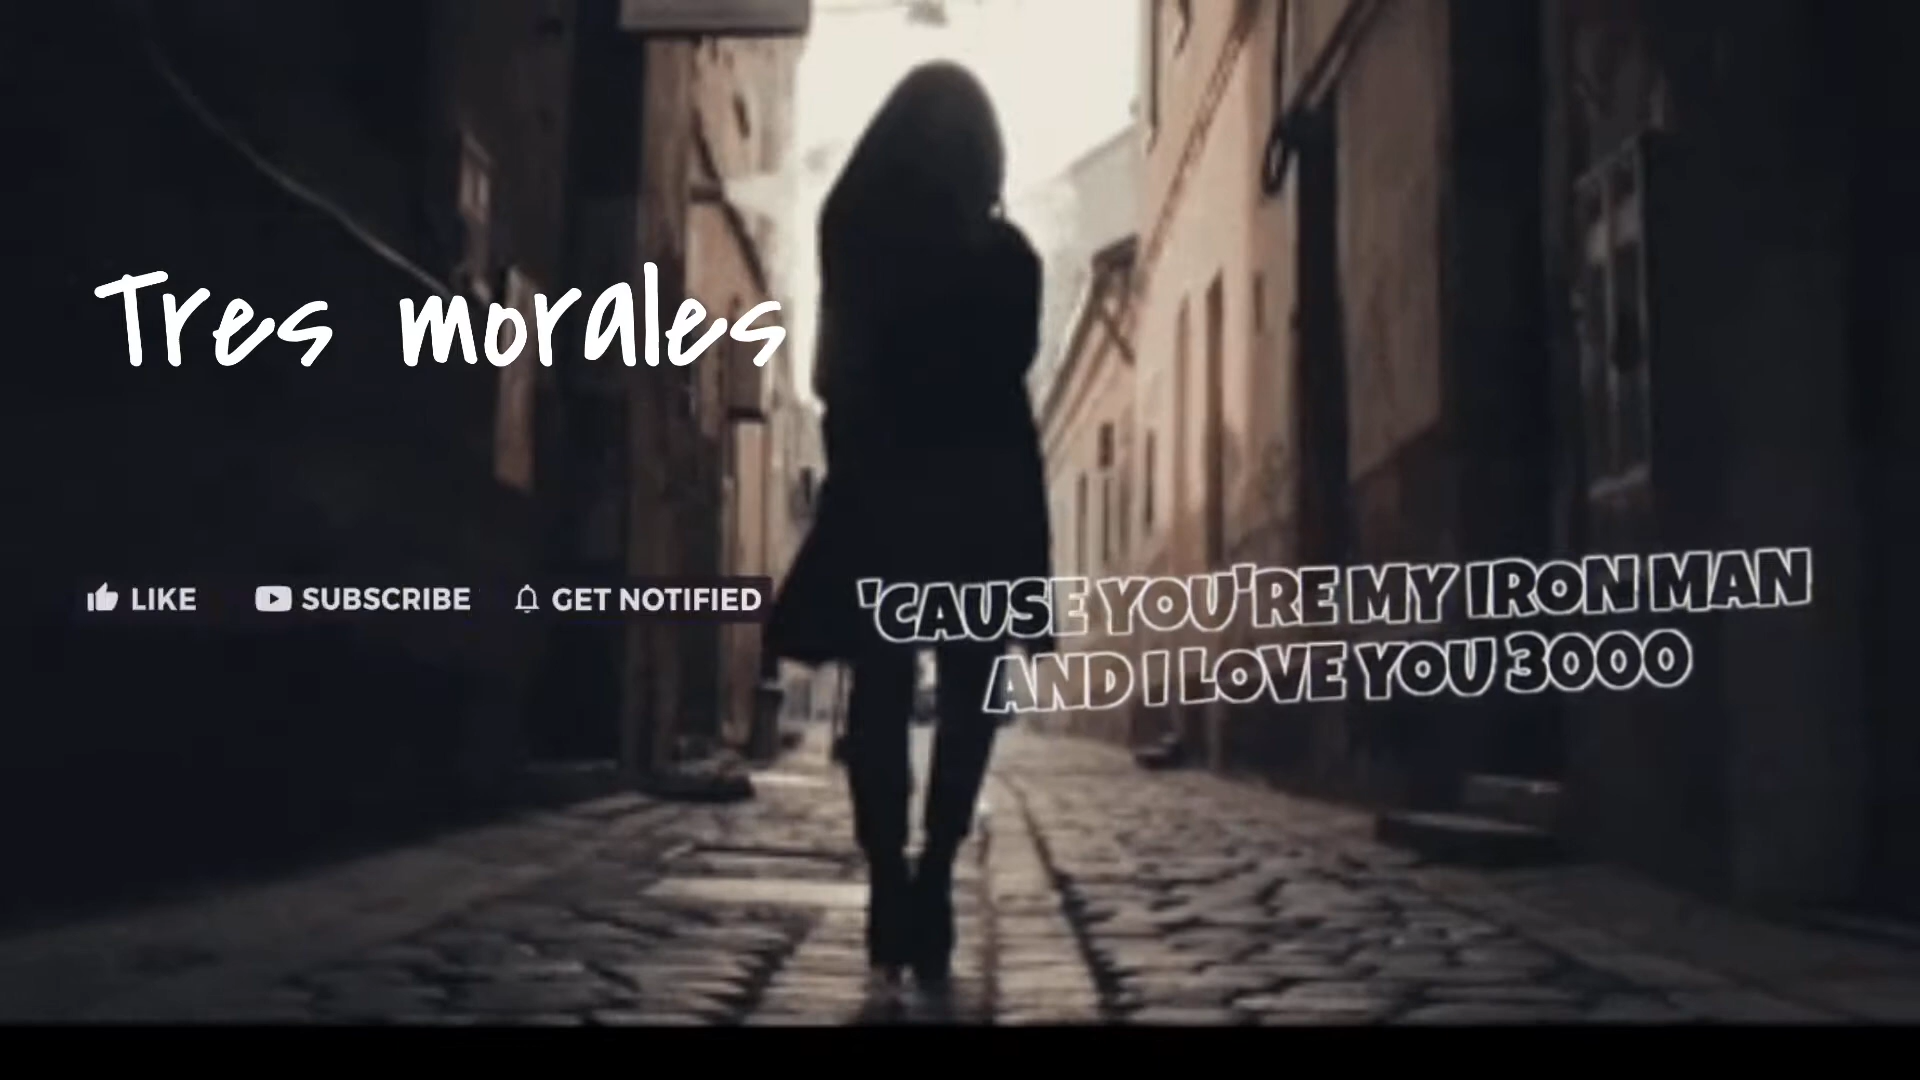 Tres morales
LIKE SUBSCRIBE GET NOTIFIED
'CAUSE YOU'RE MY IRON MAN
AND I LOVE YOU 3000